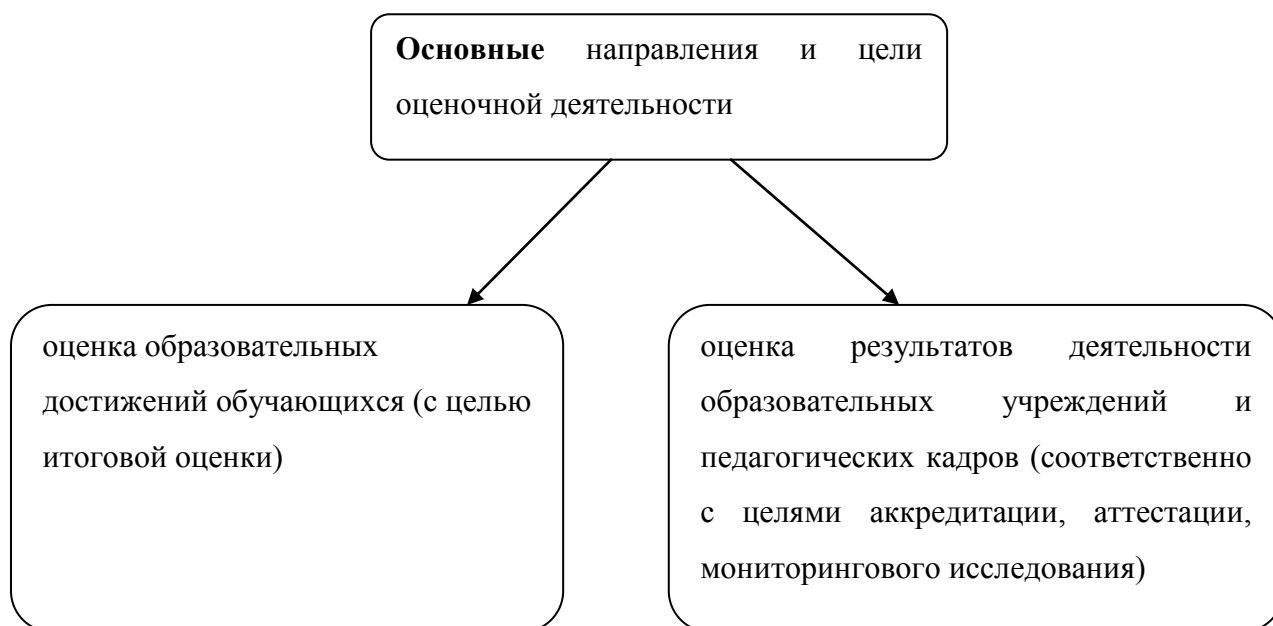 Основные направления и цели
оценочной деятельности
оценка образовательных
достижений обучающихся (с целью
итоговой оценки)
оценка результатов деятельности
образовательных учреждений и
педагогических кадров (соответственно
с целями аккредитации, аттестации,
мониторингового исследования)